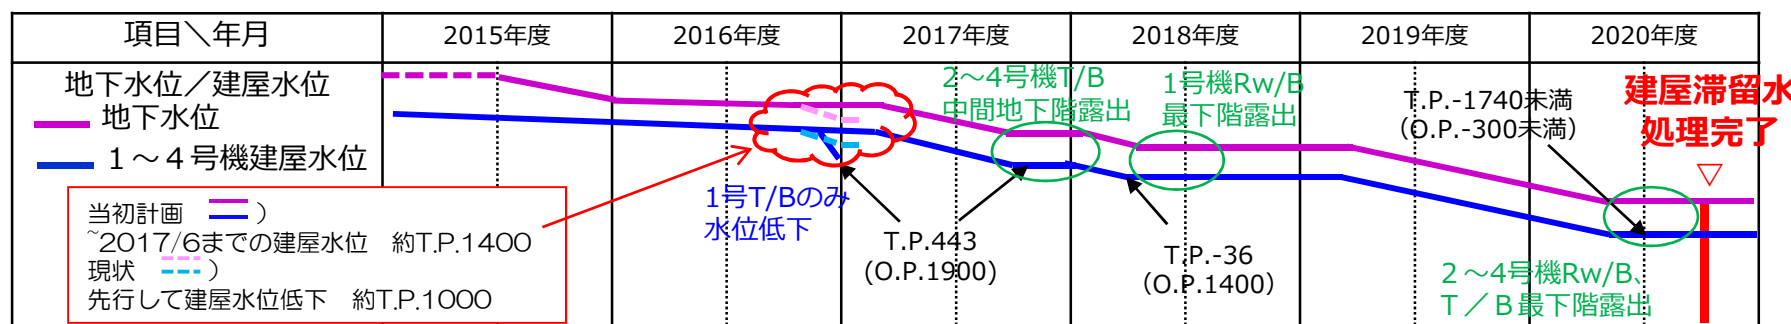 項目＼年月
2015年度
2016年度
2017年度
2018年度
2019年度
2020年度
地下水位／建屋水位
地下水位
１～４号機建屋水位
2～4号機T/B
中間地下階露出
1号機Rw/B
最下階露出
T.P.-1740未満
（O.P.-300未満）
建屋滞留水
処理完了
▽
当初計画　）
~2017/6までの建屋水位　約T.P.1400
現状　）
先行して建屋水位低下　約T.P.1000
1号T/Bのみ
水位低下
T.P.443
(O.P.1900)
T.P.-36
（O.P.1400）
２～４号機Rw/B、
Ｔ／Ｂ最下階露出